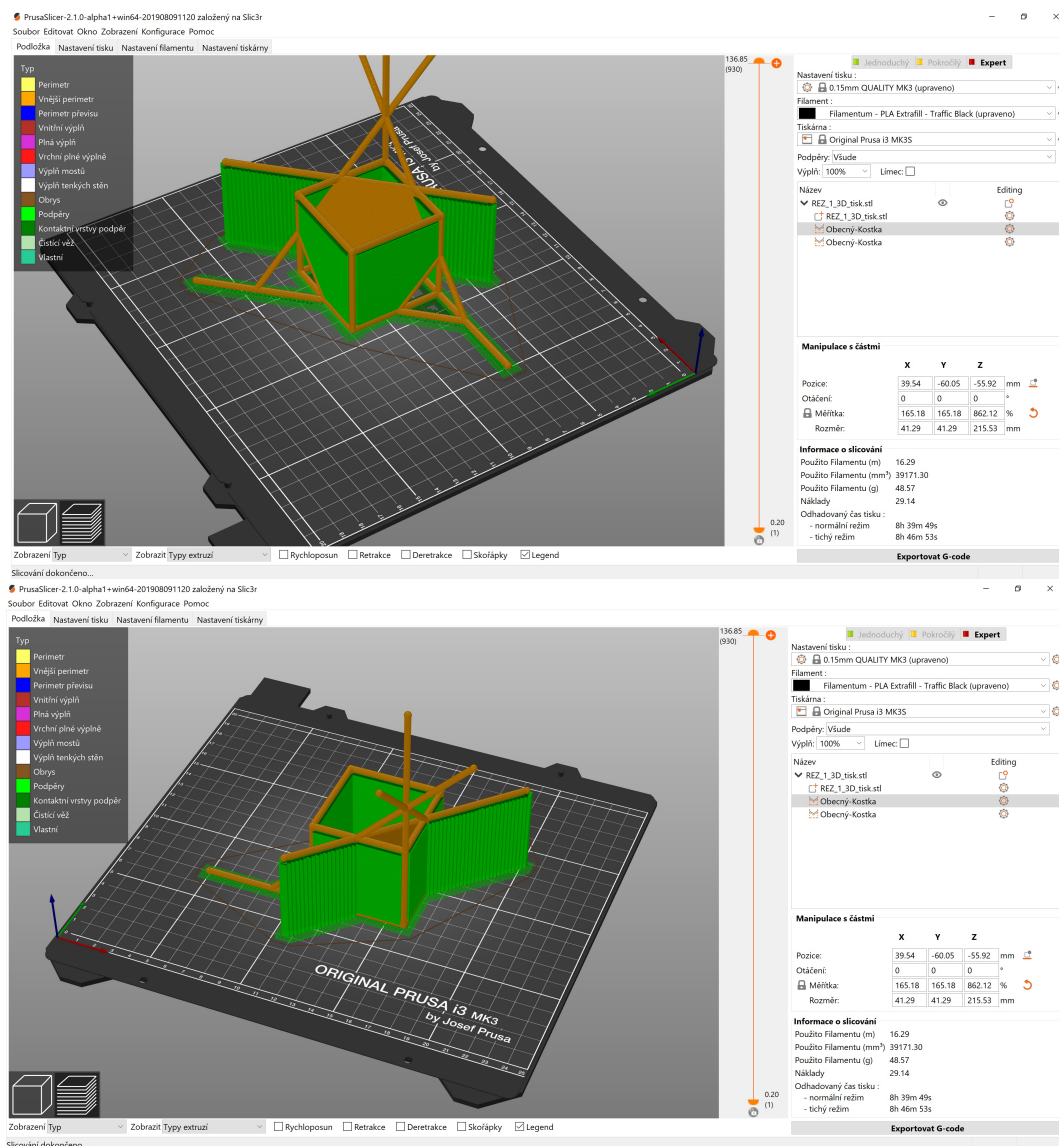 PrusaSlicer-2.1.0-alpha1+win64-201908091120 založený na Slic3r
Soubor Editovat Okno Zobrazení Konfigurace Pomoc
Podložka Nastavení tisku Nastavení filamentu Nastavení tiskárny
Typ
Perimetr
Vnější perimetr
Perimetr převisu
Vnitřní výplň
Plná výplň
Vrchní plné výplně
Výplň mostů
Výplň tenkých stěn
Obrys
Podpěry
Kontaktní vrstvy podpěr
Čistící věž
Vlastní
by Josef Prusa
136.85
(930)
0.20
(1)
Jednoduchý Pokročilý Expert
Nastavení tisku :
0.15mm QUALITY MK3 (upraveno)
Filament :
Filamentum - PLA Extrafill - Traffic Black (upraveno)
Tiskárna :
Original Prusa i3 MK3S
Podpěry: Všude
Výplň: 100% Límec:
Název Editing
REZ_1_3D_tisk.stl
REZ_1_3D_tisk.stl
Obecný-Kostka
Obecný-Kostka
Manipulace s částmi
X Y Z
Pozice: 39.54 -60.05 -55.92 mm
Otáčení: 0 0 0 °
Měřítka: 165.18 165.18 862.12 %
Rozměr: 41.29 41.29 215.53 mm
Informace o slicování
Použito Filamentu (m) 16.29
Použito Filamentu (mm³) 39171.30
Použito Filamentu (g) 48.57
Náklady 29.14
Odhadovaný čas tisku :
- normální režim 8h 39m 49s
- tichý režim 8h 46m 53s
Exportovat G-code
Zobrazení Typ Zobrazit Typy extruzí Rychloposun Retrakce Deretrakce Skořápky Legend
Slicování dokončeno...
PrusaSlicer-2.1.0-alpha1+win64-201908091120 založený na Slic3r
Soubor Editovat Okno Zobrazení Konfigurace Pomoc
Podložka Nastavení tisku Nastavení filamentu Nastavení tiskárny
Typ
Perimetr
Vnější perimetr
Perimetr převisu
Vnitřní výplň
Plná výplň
Vrchní plné výplně
Výplň mostů
Výplň tenkých stěn
Obrys
Podpěry
Kontaktní vrstvy podpěr
Čistící věž
Vlastní
ORIGINAL PRUSA i3 MK3
by Josef Prusa
136.85
(930)
0.20
(1)
Jednoduchý Pokročilý Expert
Nastavení tisku :
0.15mm QUALITY MK3 (upraveno)
Filament :
Filamentum - PLA Extrafill - Traffic Black (upraveno)
Tiskárna :
Original Prusa i3 MK3S
Podpěry: Všude
Výplň: 100% Límec:
Název Editing
REZ_1_3D_tisk.stl
REZ_1_3D_tisk.stl
Obecný-Kostka
Obecný-Kostka
Manipulace s částmi
X Y Z
Pozice: 39.54 -60.05 -55.92 mm
Otáčení: 0 0 0 °
Měřítka: 165.18 165.18 862.12 %
Rozměr: 41.29 41.29 215.53 mm
Informace o slicování
Použito Filamentu (m) 16.29
Použito Filamentu (mm³) 39171.30
Použito Filamentu (g) 48.57
Náklady 29.14
Odhadovaný čas tisku :
- normální režim 8h 39m 49s
- tichý režim 8h 46m 53s
Exportovat G-code
Zobrazení Typ Zobrazit Typy extruzí Rychloposun Retrakce Deretrakce Skořápky Legend
Slicování dokončeno